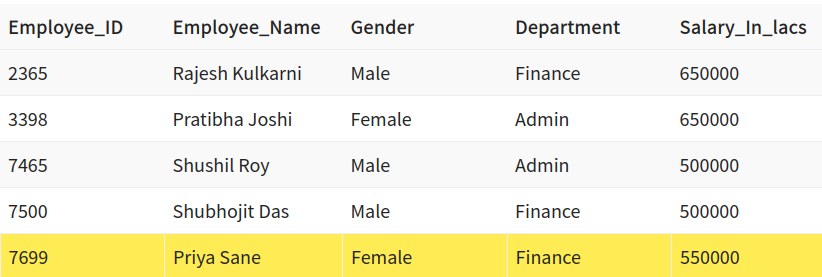 Employee_ID Employee_Name Gender Department Salary_In_lacs
2365 Rajesh Kulkarni Male Finance 650000
3398 Pratibha Joshi Female Admin 650000
7465 Shushil Roy Male Admin 500000
7500 Shubhojit Das Male Finance 500000
7699 Priya Sane Female Finance 550000